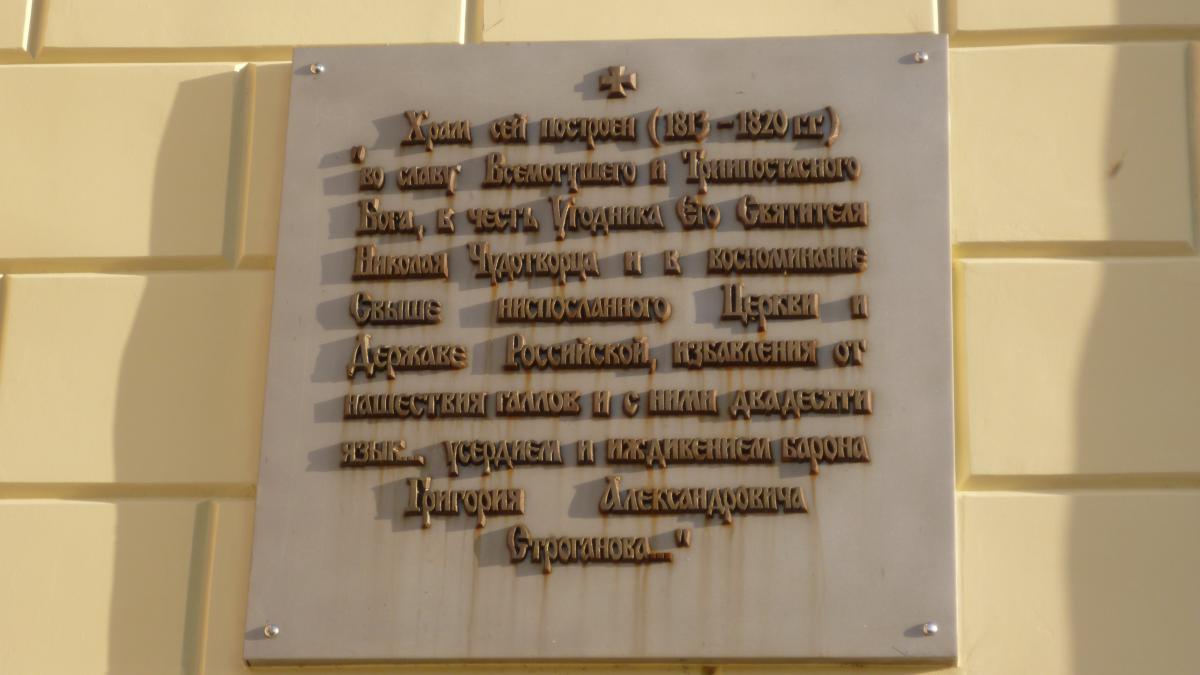 Храм сей построен (1813 – 1820 г.г.)
"во славу Всемогущего и Триипостасного
Бога, в честь Угодника Его Святителя
Николая Чудотворца и в воспоминание
Свыше ниспосланного Церкви и
Державе Российской, избавления от
нашествия галлов и с ними двадесяти
язык... усердием и иждивением барона
Григория Александровича
Строганова..."